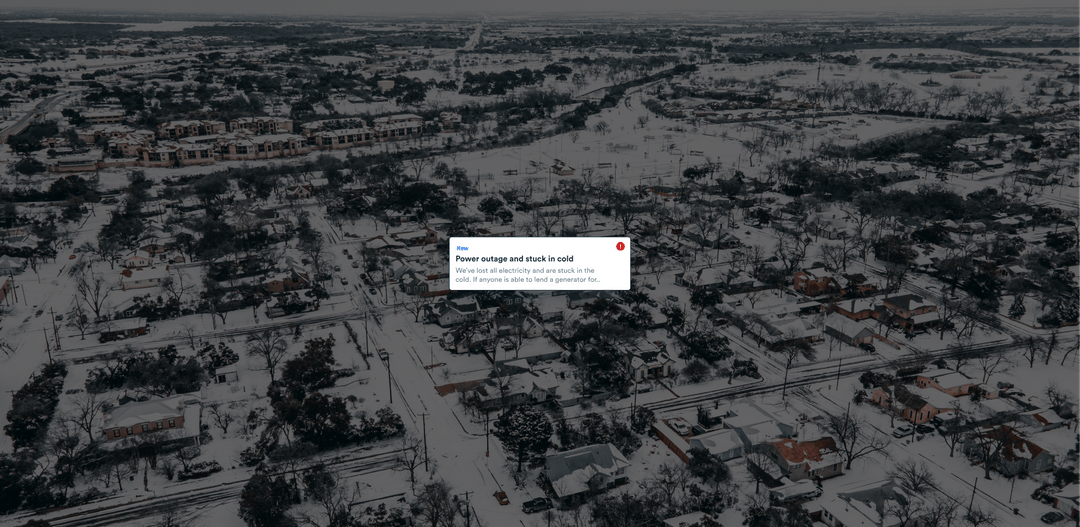 New
Power outage and stuck in cold
We've lost all electricity and are stuck in the
cold. If anyone is able to lend a generator for..